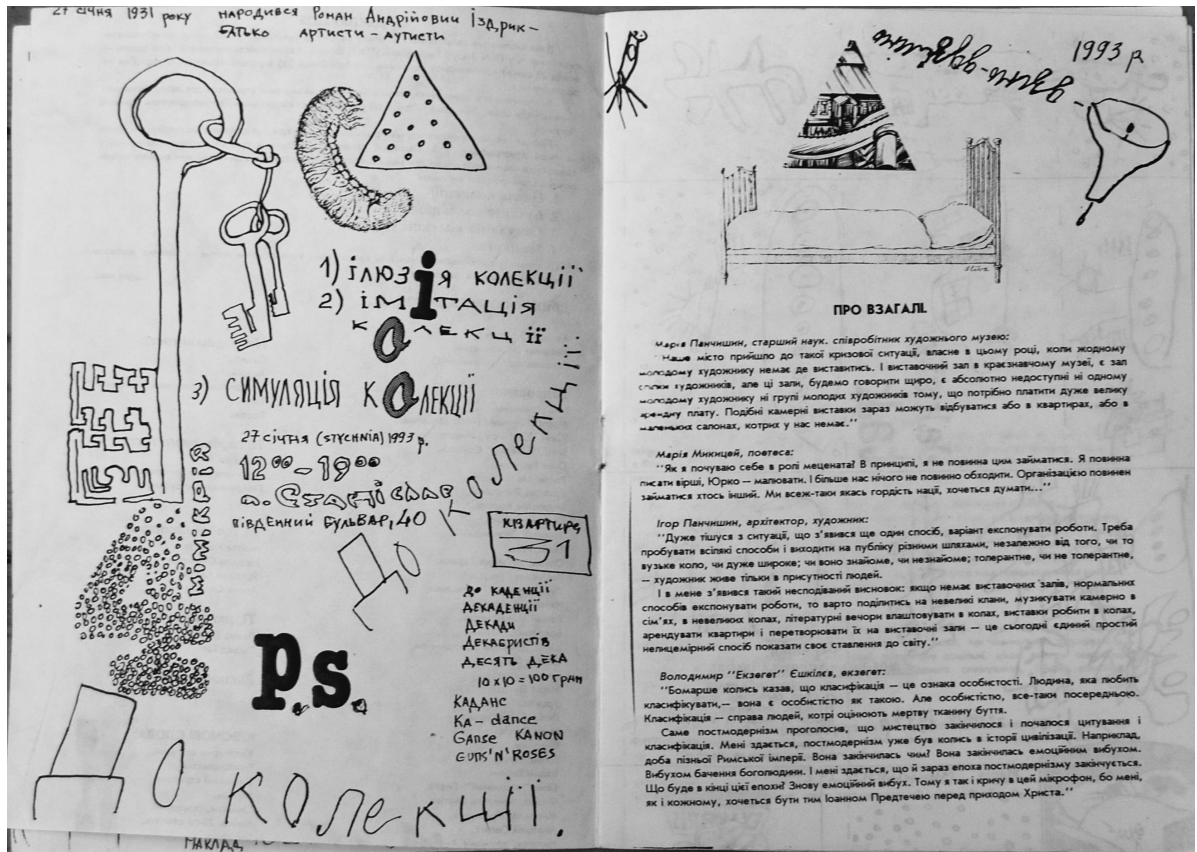 27 січня 1931 року народився Роман Андрійович Іздрик –
батько артисти – аутисти
1) ілюзія колекції
2) імітація
колекції
3) симуляція колекції
27 січня (STYCHNIA) 1993 р.
12⁰⁰ – 19⁰⁰
м. Станіслав
Південний бульвар, 40
квартира
31
мімікрія
До колекції.
до каденції
декаденції
декади
декабристів
десять дека
10 x 10 = 100 грам
каданс
Ка – dance
Ganse KANON
GUNS'N'ROSES
p.s.
До колекції.
наклад
1993 р
ПРО ВЗАГАЛІ.
Марія Панчишин, старший наук. співробітник художнього музею:
"Наше місто прийшло до такої кризової ситуації, власне в цьому році, коли жодному
молодому художнику немає де виставитись. І виставочний зал в краєзнавчому музеї, є зал
спілки художників, але ці зали, будемо говорити щиро, є абсолютно недоступні ні одному
молодому художнику ні групі молодих художників тому, що потрібно платити дуже велику
орендну плату. Подібні камерні виставки зараз можуть відбуватися або в квартирах, або в
маленьких салонах, котрих у нас немає."
Марія Микицей, поетеса:
"Як я почуваю себе в ролі мецената? В принципі, я не повинна цим займатися. Я повинна
писати вірші, Юрко — малювати. І більше нас нічого не повинно обходити. Організацією повинен
займатися хтось інший. Ми всеж-таки якась гордість нації, хочеться думати..."
Ігор Панчишин, архітектор, художник:
"Дуже тішуся з ситуації, що з'явився ще один спосіб, варіант експонувати роботи. Треба
пробувати всілякі способи і виходити на публіку різними шляхами, незалежно від того, чи то
вузьке коло, чи дуже широке; чи воно знайоме, чи незнайоме; толерантне, чи не толерантне,
— художник живе тільки в присутності людей.
І в мене з'явився такий несподіваний висновок: якщо немає виставочних залів, нормальних
способів експонувати роботи, то варто поділитись на невеликі клани, музикувати камерно в
сім'ях, в невеликих колах, літературні вечори влаштовувати в колах, виставки робити в колах,
арендувати квартири і перетворювати їх на виставочні зали — це сьогодні єдиний простий
нелицемірний спосіб показати своє ставлення до світу."
Володимир "Екзегет" Єшкілєв, екзегет:
"Бомарше колись казав, що класифікація — це ознака особистості. Людина, яка любить
класифікувати,— вона є особистістю як такою. Але особистістю, все-таки посередньою.
Класифікація — справа людей, котрі оцінюють мертву тканину буття.
Саме постмодернізм проголосив, що мистецтво закінчилося і почалося цитування і
класифікація. Мені здається, постмодернізм уже був колись в історії цивілізації. Наприклад,
доба пізньої Римської імперії. Вона закінчилась чим? Вона закінчилась емоційним вибухом.
Вибухом бачення боголюдини. І мені здається, що й зараз епоха постмодернізму закінчується.
Що буде в кінці цієї епохи? Знову емоційний вибух. Тому я так і кричу в цей мікрофон, бо мені,
як і кожному, хочеться бути тим Іоанном Предтечею перед приходом Христа."